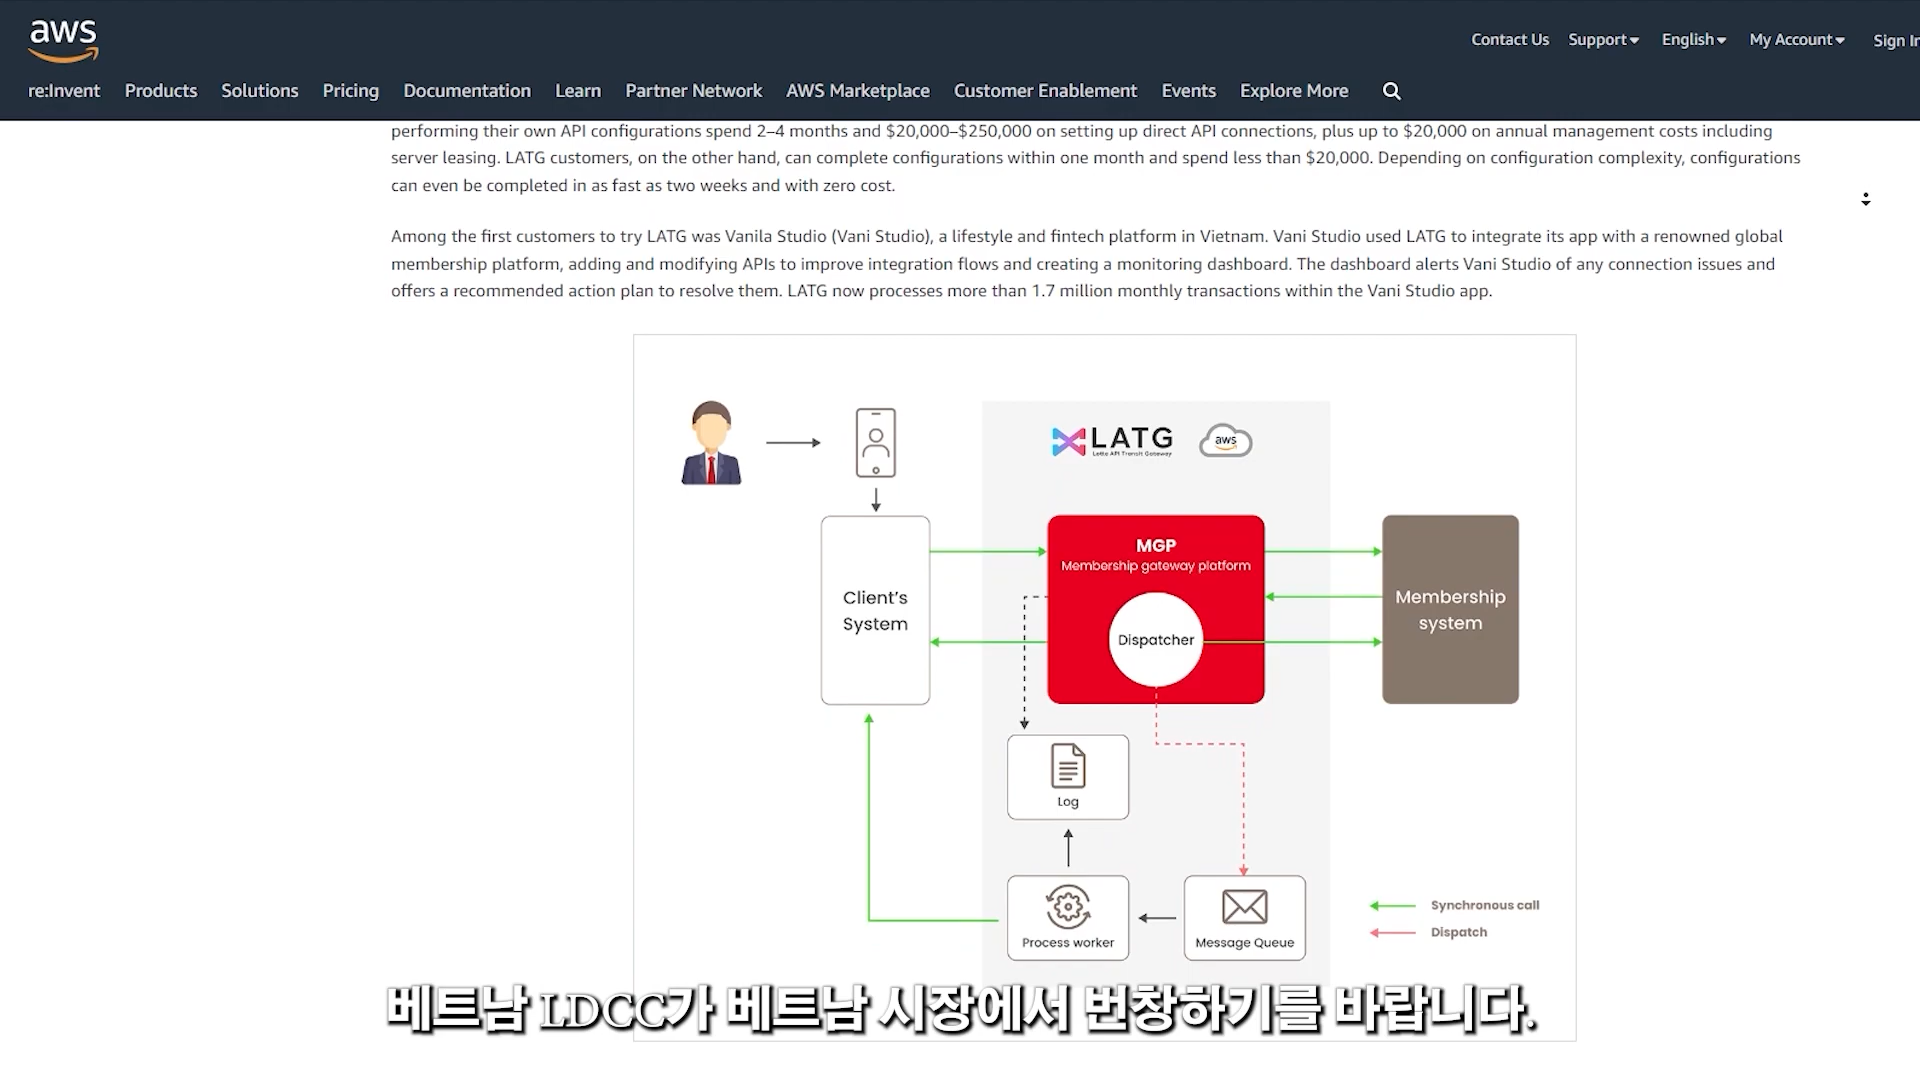 aws
Contact Us Support English My Account Sign In
re:Invent Products Solutions Pricing Documentation Learn Partner Network AWS Marketplace Customer Enablement Events Explore More
performing their own API configurations spend 2–4 months and $20,000–$250,000 on setting up direct API connections, plus up to $20,000 on annual management costs including
server leasing. LATG customers, on the other hand, can complete configurations within one month and spend less than $20,000. Depending on configuration complexity, configurations
can even be completed in as fast as two weeks and with zero cost.
Among the first customers to try LATG was Vanila Studio (Vani Studio), a lifestyle and fintech platform in Vietnam. Vani Studio used LATG to integrate its app with a renowned global
membership platform, adding and modifying APIs to improve integration flows and creating a monitoring dashboard. The dashboard alerts Vani Studio of any connection issues and
offers a recommended action plan to resolve them. LATG now processes more than 1.7 million monthly transactions within the Vani Studio app.
LATG
Lotte API Transit Gateway
aws
MGP
Membership gateway platform
Client's
System
Dispatcher
Membership
system
Log
Process worker
Message Queue
Synchronous call
Dispatch
베트남 LDCC가 베트남 시장에서 번창하기를 바랍니다.